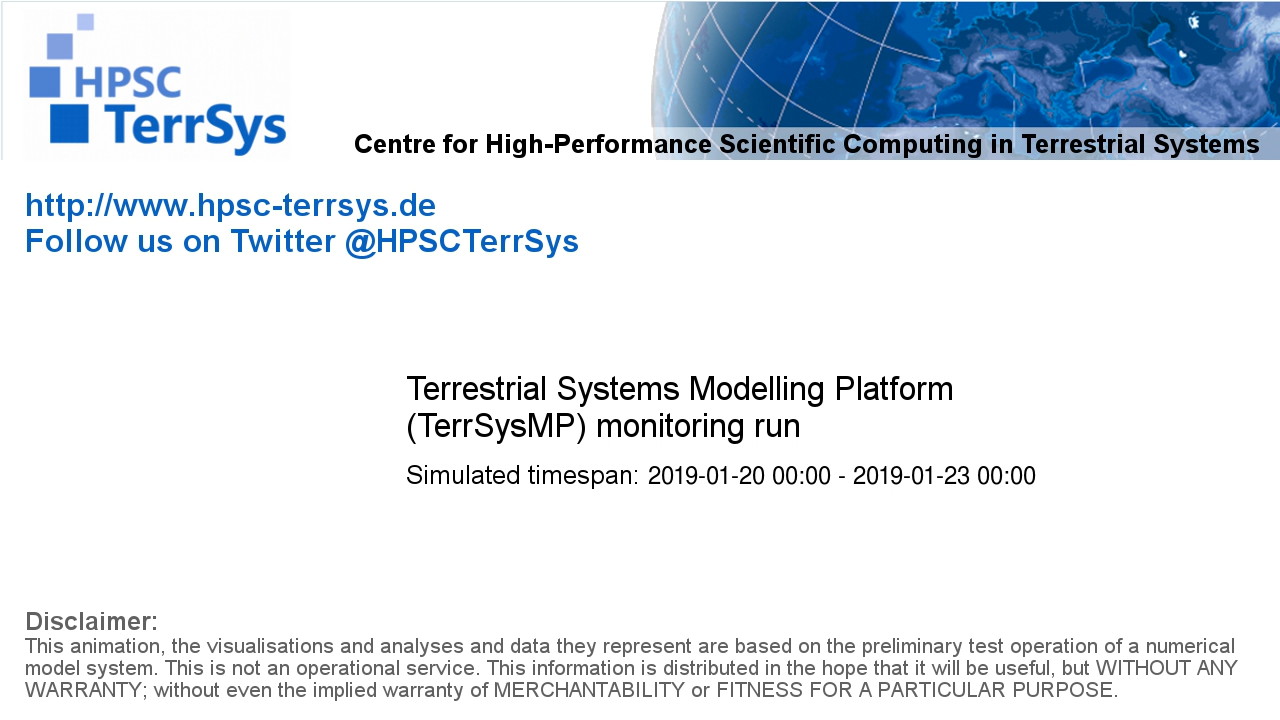 HPSC
TerrSys
Centre for High-Performance Scientific Computing in Terrestrial Systems
http://www.hpsc-terrsys.de
Follow us on Twitter @HPSCTerrSys
Terrestrial Systems Modelling Platform
(TerrSysMP) monitoring run
Simulated timespan: 2019-01-20 00:00 - 2019-01-23 00:00
Disclaimer:
This animation, the visualisations and analyses and data they represent are based on the preliminary test operation of a numerical
model system. This is not an operational service. This information is distributed in the hope that it will be useful, but WITHOUT ANY
WARRANTY; without even the implied warranty of MERCHANTABILITY or FITNESS FOR A PARTICULAR PURPOSE.